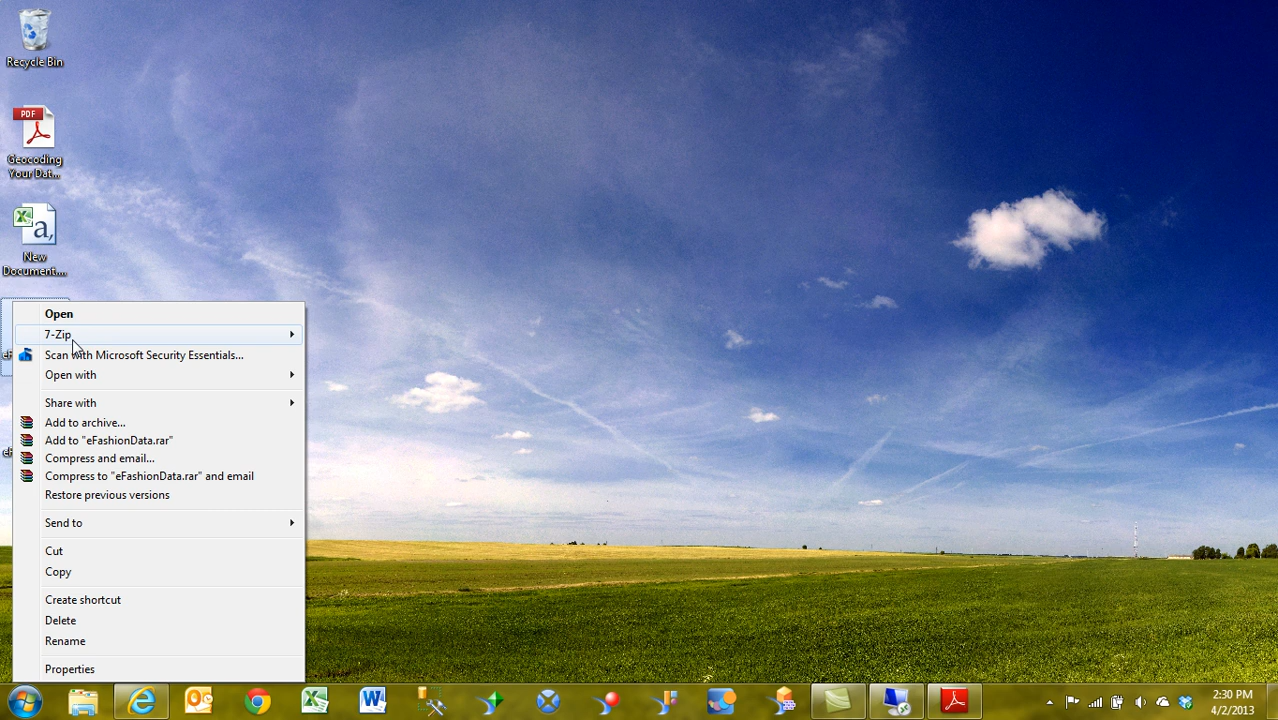 Recycle Bin
PDF
Geocoding
Your Dat...
a,
New
Document....
Open
7-Zip
Scan with Microsoft Security Essentials...
Open with
Share with
Add to archive...
Add to "eFashionData.rar"
Compress and email...
Compress to "eFashionData.rar" and email
Restore previous versions
Send to
Cut
Copy
Create shortcut
Delete
Rename
Properties
2:30 PM
4/2/2013